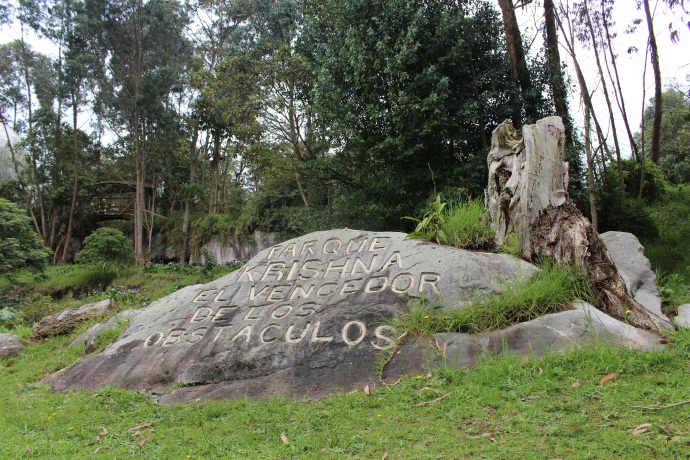 PARQUE
KRISHNA
EL VENCEDOR
DE LOS
OBSTACULOS